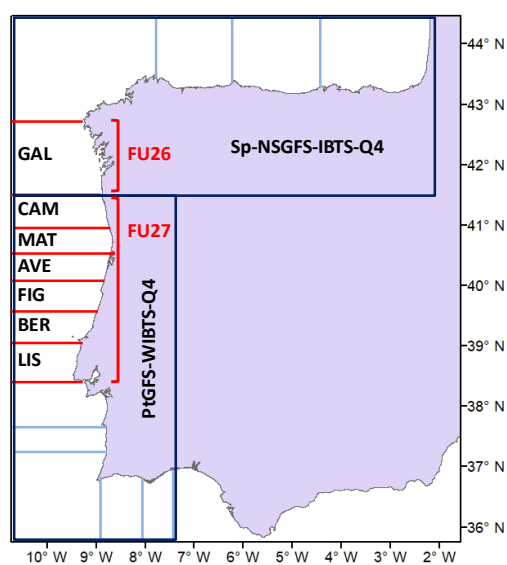 44° N
43° N
GAL
FU26
Sp-NSGFS-IBTS-Q4
42° N
CAM
FU27
41° N
MAT
AVE
PtGFS-WIBTS-Q4
40° N
FIG
BER
39° N
LIS
38° N
37° N
36° N
10° W 9° W 8° W 7° W 6° W 5° W 4° W 3° W 2° W